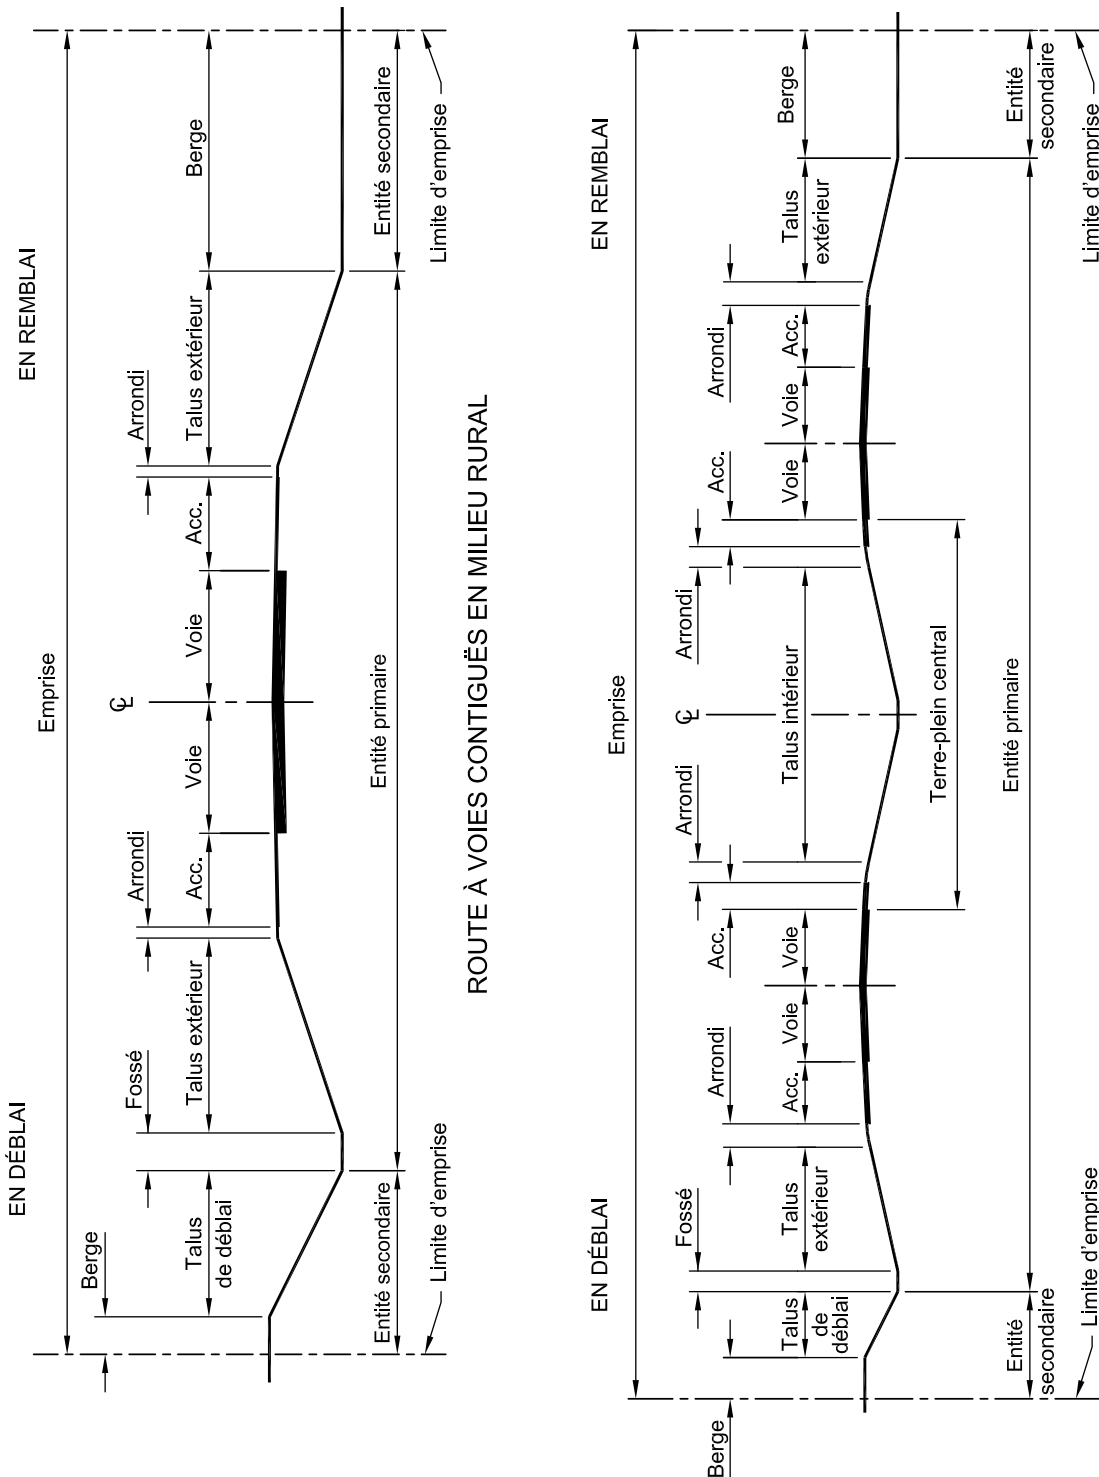 EN DÉBLAI
EN REMBLAI
Emprise
Berge
Fossé
Arrondi
℄
Arrondi
Talus
de déblai
Talus extérieur
Acc.
Voie
Voie
Acc.
Talus extérieur
Berge
Entité secondaire
Entité primaire
Entité secondaire
Limite d'emprise
Limite d'emprise
ROUTE À VOIES CONTIGUËS EN MILIEU RURAL
EN DÉBLAI
EN REMBLAI
Emprise
Fossé
Arrondi
Arrondi
℄
Berge
Arrondi
Acc.
Acc.
Arrondi
Talus
de
déblai
Talus
extérieur
Acc.
Voie
Voie
Talus intérieur
Voie
Voie
Acc.
Talus
extérieur
Berge
Terre-plein central
Entité
secondaire
Entité primaire
Entité
secondaire
Limite d'emprise
Limite d'emprise